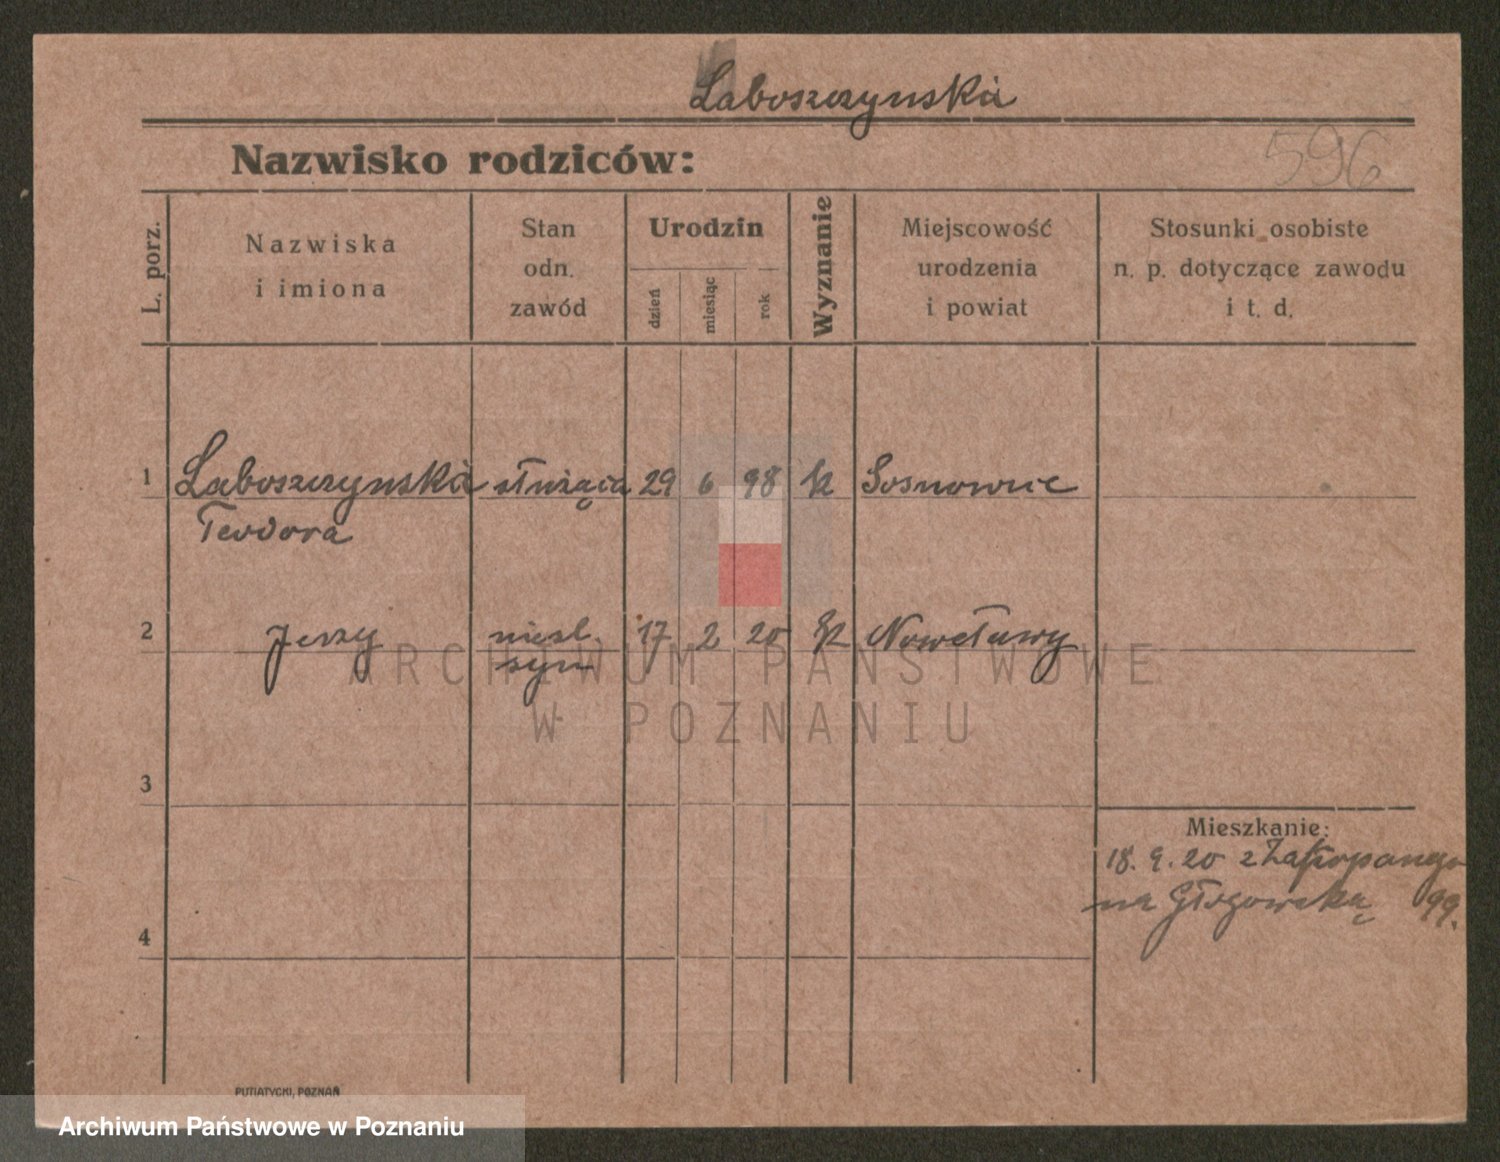 Laboszczynska
Nazwisko rodziców:
596
L. porz.
Nazwiska
i imiona
Stan
odn.
zawód
Urodzin
dzień
miesiąc
rok
Wyznanie
Miejscowość
urodzenia
i powiat
Stosunki osobiste
n. p. dotyczące zawodu
i t. d.
1 Laboszczynska służąca 29 6 98 Sosnowiec
Teodora
2 Jerzy nieśl. 17 2 20
syn
ARCHIWUM PAŃSTWOWE
W POZNANIU
3
Mieszkanie:
18. 9. 20 z Zakopanego
na Głogowską 99.
4
PUTIATYCKI, POZNAŃ
Archiwum Państwowe w Poznaniu